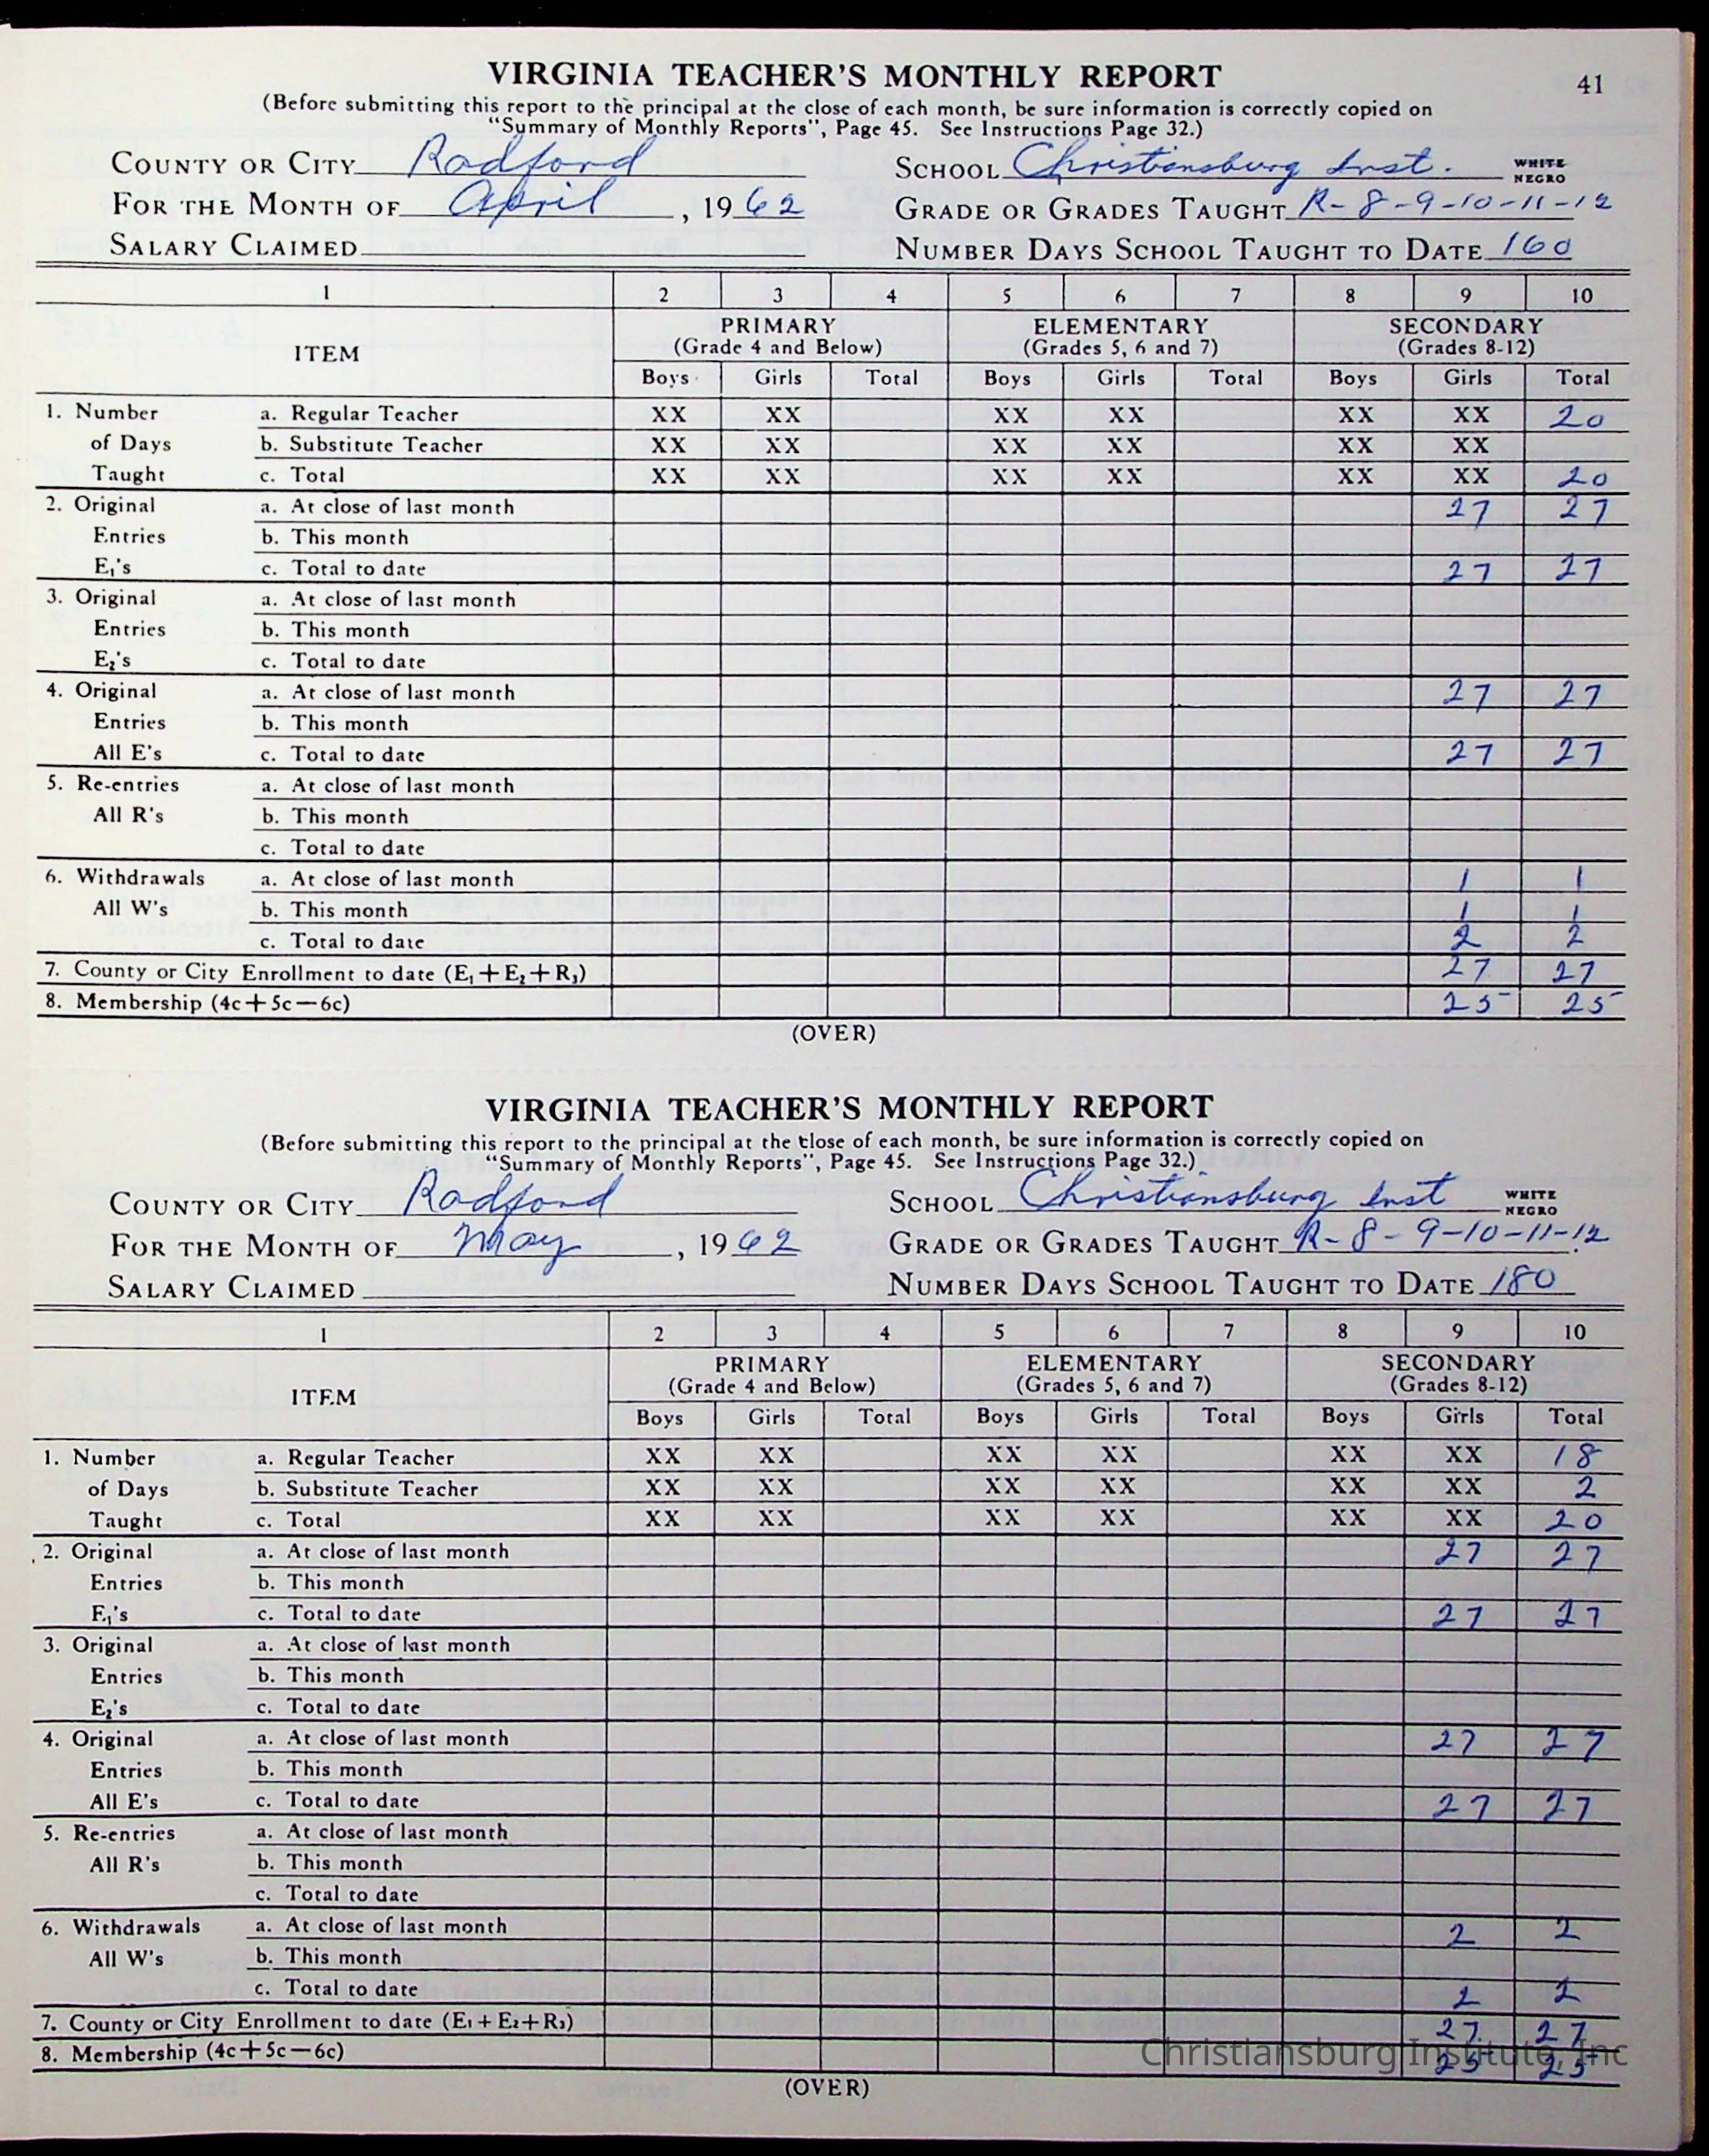 VIRGINIA TEACHER'S MONTHLY REPORT 41
(Before submitting this report to the principal at the close of each month, be sure information is correctly copied on
"Summary of Monthly Reports", Page 45. See Instructions Page 32.)
COUNTY OR CITY Radford SCHOOL Christiansburg Inst. WHITE NEGRO
FOR THE MONTH OF April, 1962 GRADE OR GRADES TAUGHT R-8-9-10-11-12
SALARY CLAIMED NUMBER DAYS SCHOOL TAUGHT TO DATE 160
1 2 3 4 5 6 7 8 9 10
ITEM PRIMARY ELEMENTARY SECONDARY
(Grade 4 and Below) (Grades 5, 6 and 7) (Grades 8-12)
Boys Girls Total Boys Girls Total Boys Girls Total
1. Number a. Regular Teacher XX XX XX XX XX XX 20
of Days b. Substitute Teacher XX XX XX XX XX XX
Taught c. Total XX XX XX XX XX XX 20
2. Original a. At close of last month 27 27
Entries b. This month
E1's c. Total to date 27 27
3. Original a. At close of last month
Entries b. This month
E2's c. Total to date
4. Original a. At close of last month 27 27
Entries b. This month
All E's c. Total to date 27 27
5. Re-entries a. At close of last month
All R's b. This month
c. Total to date
6. Withdrawals a. At close of last month 1 1
All W's b. This month 1 1
c. Total to date 2 2
7. County or City Enrollment to date (E1+E2+R3) 27 27
8. Membership (4c+5c—6c) 25 25
(OVER)
VIRGINIA TEACHER'S MONTHLY REPORT
(Before submitting this report to the principal at the close of each month, be sure information is correctly copied on
"Summary of Monthly Reports", Page 45. See Instructions Page 32.)
COUNTY OR CITY Radford SCHOOL Christiansburg Inst WHITE NEGRO
FOR THE MONTH OF May, 1962 GRADE OR GRADES TAUGHT R-8-9-10-11-12
SALARY CLAIMED NUMBER DAYS SCHOOL TAUGHT TO DATE 180
1 2 3 4 5 6 7 8 9 10
ITEM PRIMARY ELEMENTARY SECONDARY
(Grade 4 and Below) (Grades 5, 6 and 7) (Grades 8-12)
Boys Girls Total Boys Girls Total Boys Girls Total
1. Number a. Regular Teacher XX XX XX XX XX XX 18
of Days b. Substitute Teacher XX XX XX XX XX XX 2
Taught c. Total XX XX XX XX XX XX 20
2. Original a. At close of last month 27 27
Entries b. This month
E1's c. Total to date 27 27
3. Original a. At close of last month
Entries b. This month
E2's c. Total to date
4. Original a. At close of last month 27 27
Entries b. This month
All E's c. Total to date 27 27
5. Re-entries a. At close of last month
All R's b. This month
c. Total to date
6. Withdrawals a. At close of last month 2 2
All W's b. This month
c. Total to date 2 2
7. County or City Enrollment to date (E1+E2+R3) 27 27
8. Membership (4c+5c—6c) 25 25
Christiansburg Institute, Inc
(OVER)